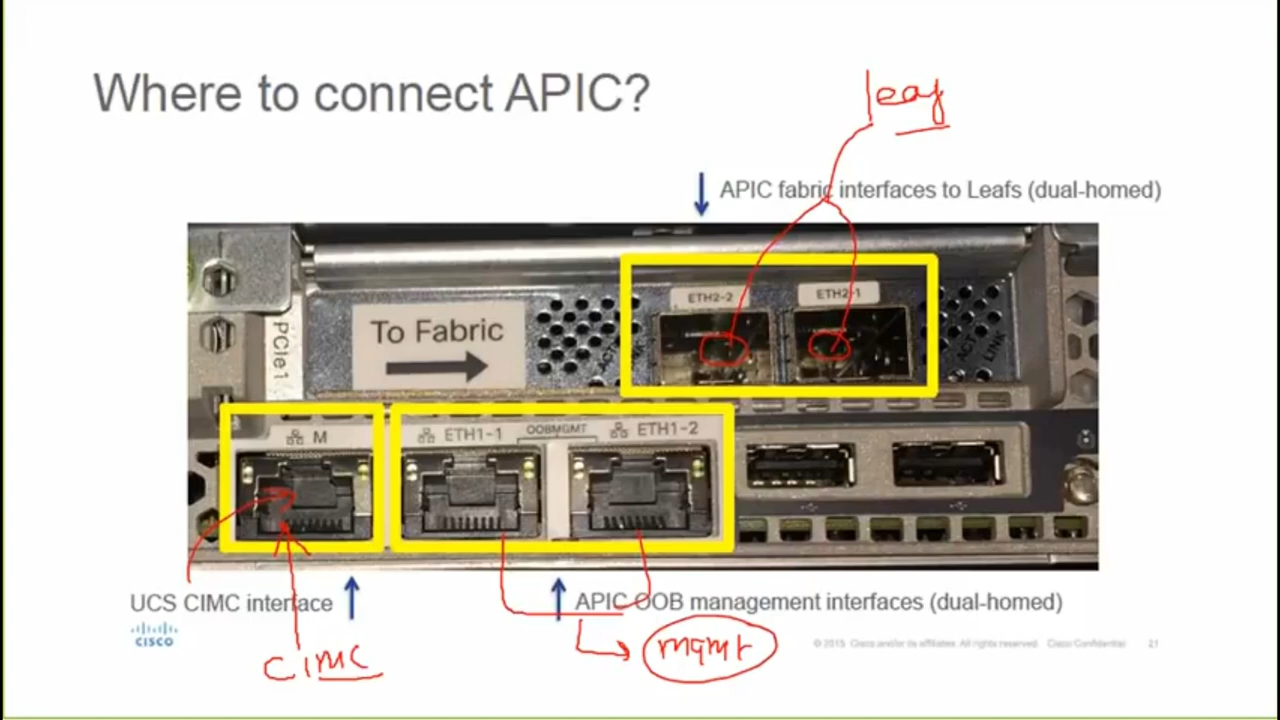 Where to connect APIC?
leaf
APIC fabric interfaces to Leafs (dual-homed)
ETH2-2
ETH2-1
To Fabric
PCIe1
ACT
LINK
ACT
LINK
M
ETH1-1
OOBMGMT
ETH1-2
UCS CIMC interface
APIC OOB management interfaces (dual-homed)
CISCO
CIMC
mgmt
© 2015 Cisco and/or its affiliates. All rights reserved. Cisco Confidential
21